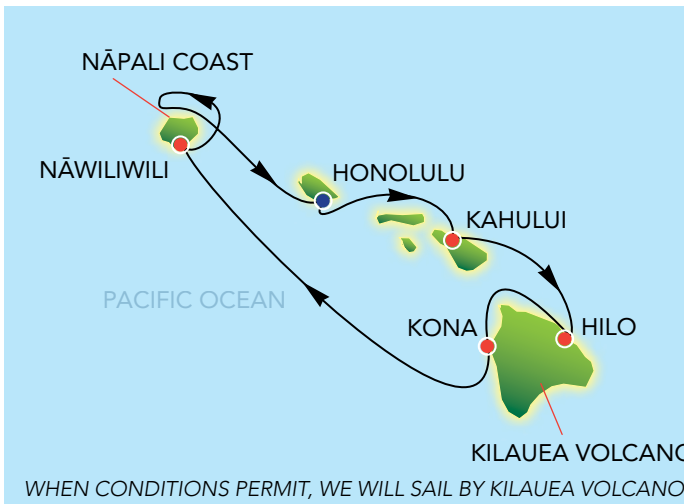 NĀPALI COAST
NĀWILIWILI
HONOLULU
KAHULUI
PACIFIC OCEAN
KONA
HILO
KILAUEA VOLCANO
WHEN CONDITIONS PERMIT, WE WILL SAIL BY KILAUEA VOLCANO